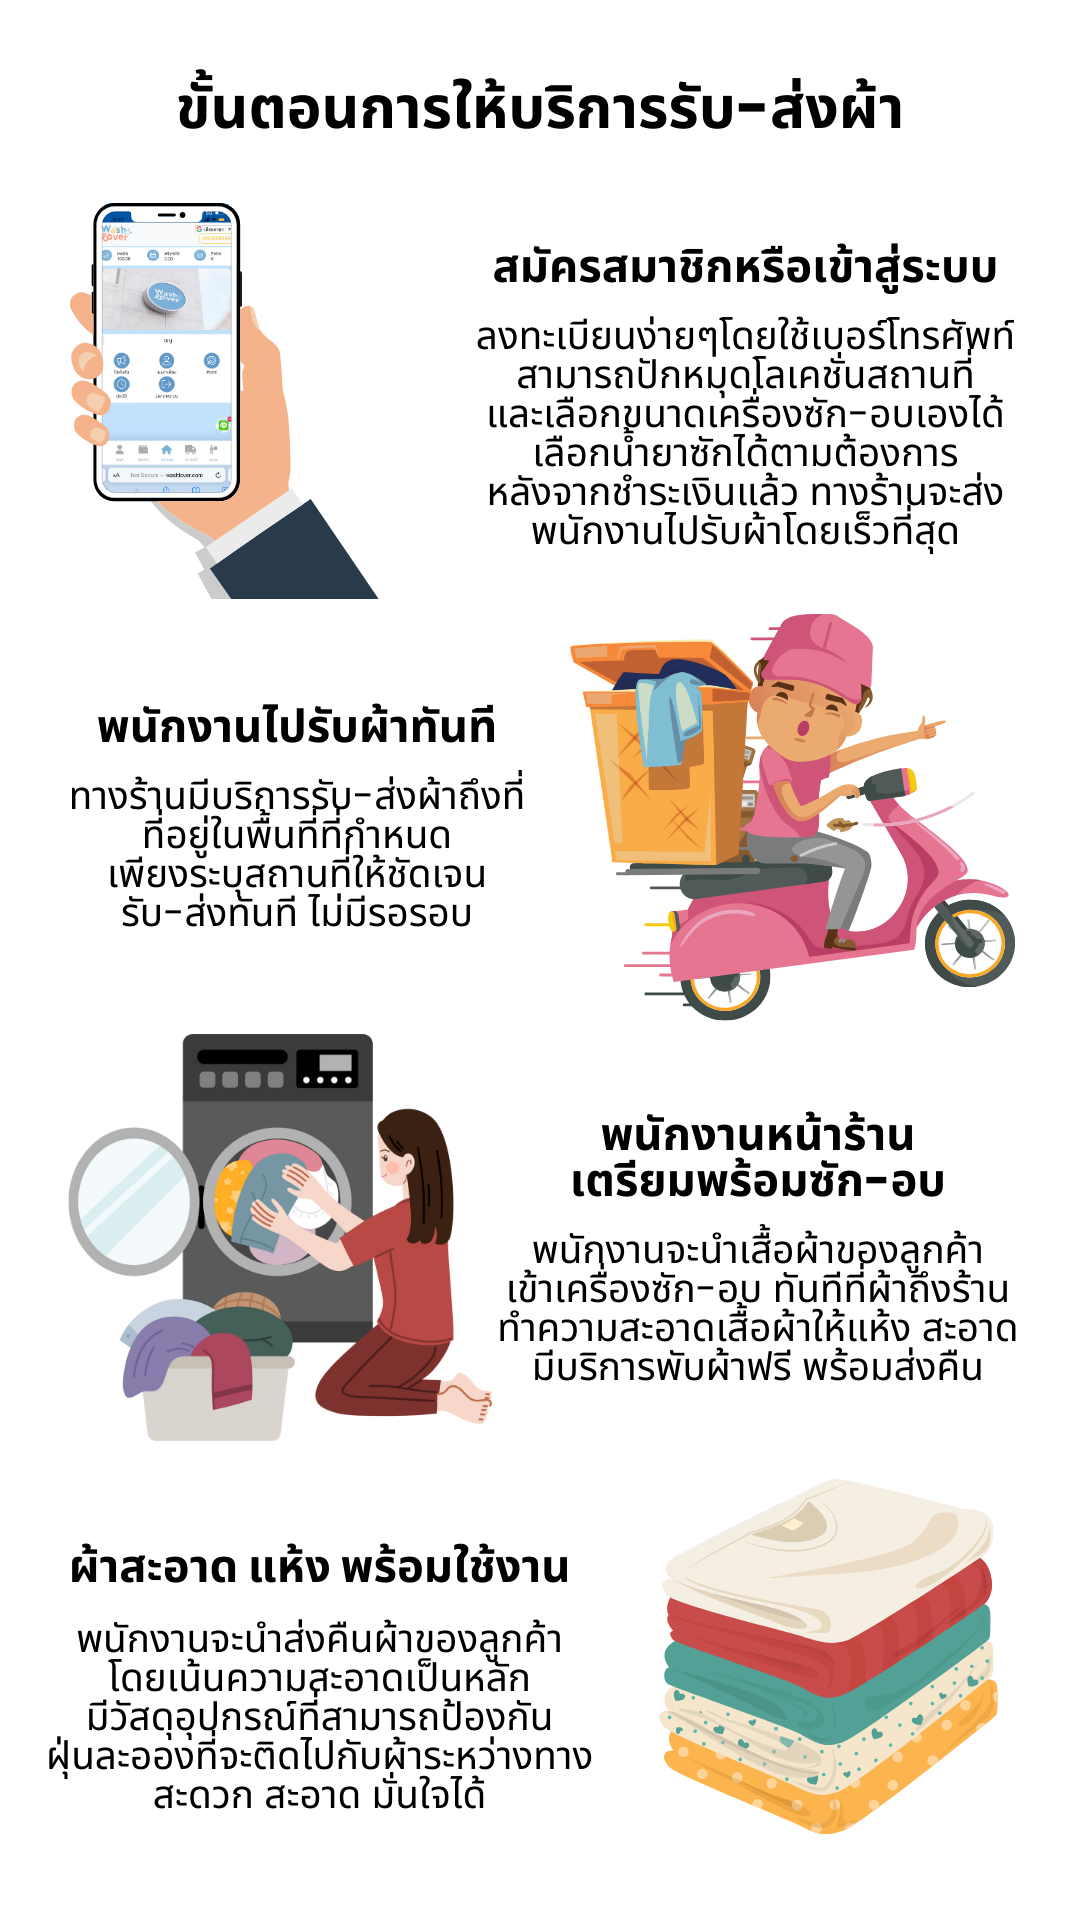 ขั้นตอนการให้บริการรับ-ส่งผ้า
Wash
Lover
Not Secure — washlover.com
สมัครสมาชิกหรือเข้าสู่ระบบ
ลงทะเบียนง่ายๆโดยใช้เบอร์โทรศัพท์
สามารถปักหมุดโลเคชั่นสถานที่
และเลือกขนาดเครื่องซัก-อบเองได้
เลือกน้ำยาซักได้ตามต้องการ
หลังจากชำระเงินแล้ว ทางร้านจะส่ง
พนักงานไปรับผ้าโดยเร็วที่สุด
พนักงานไปรับผ้าทันที
ทางร้านมีบริการรับ-ส่งผ้าถึงที่
ที่อยู่ในพื้นที่ที่กำหนด
เพียงระบุสถานที่ให้ชัดเจน
รับ-ส่งทันที ไม่มีรอรอบ
พนักงานหน้าร้าน
เตรียมพร้อมซัก-อบ
พนักงานจะนำเสื้อผ้าของลูกค้า
เข้าเครื่องซัก-อบ ทันทีที่ผ้าถึงร้าน
ทำความสะอาดเสื้อผ้าให้แห้ง สะอาด
มีบริการพับผ้าฟรี พร้อมส่งคืน
ผ้าสะอาด แห้ง พร้อมใช้งาน
พนักงานจะนำส่งคืนผ้าของลูกค้า
โดยเน้นความสะอาดเป็นหลัก
มีวัสดุอุปกรณ์ที่สามารถป้องกัน
ฝุ่นละอองที่จะติดไปกับผ้าระหว่างทาง
สะดวก สะอาด มั่นใจได้